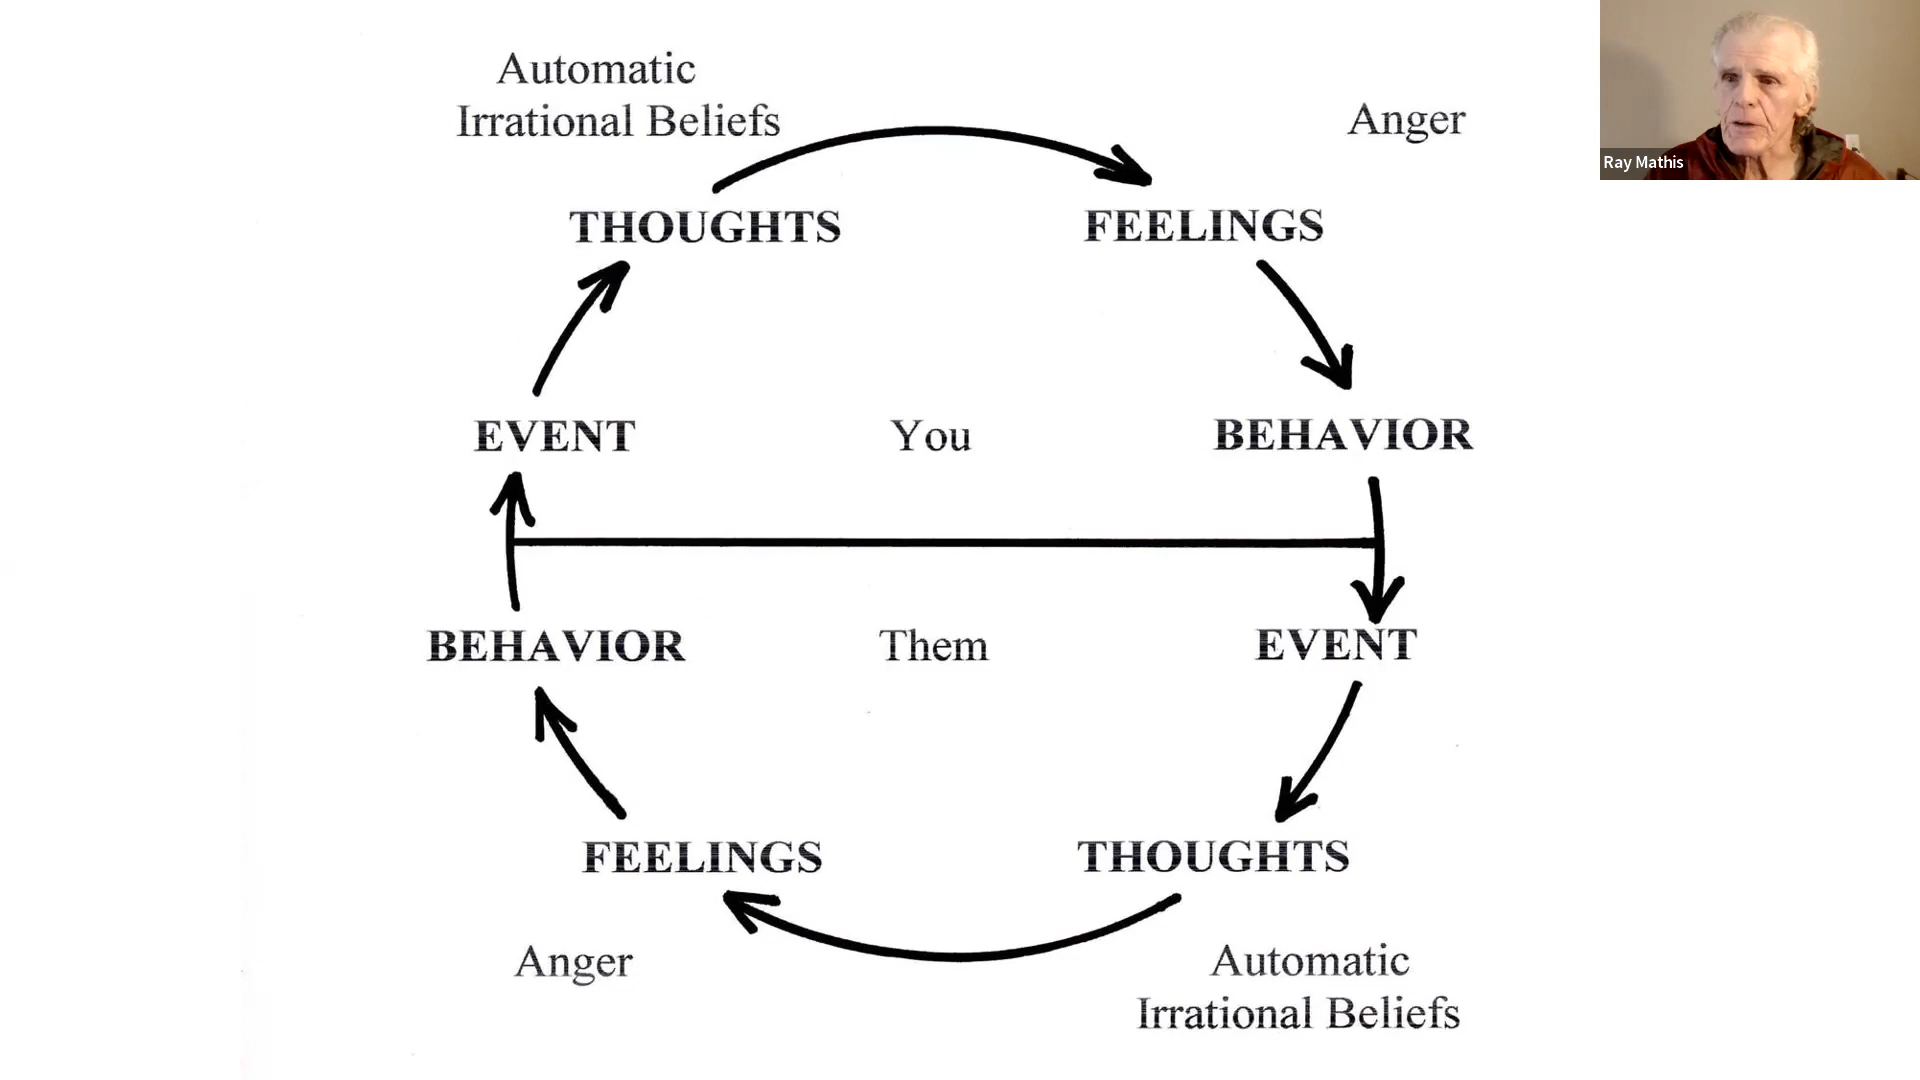 Automatic
Irrational Beliefs
Anger
Ray Mathis
THOUGHTS
FEELINGS
EVENT
You
BEHAVIOR
BEHAVIOR
Them
EVENT
FEELINGS
THOUGHTS
Anger
Automatic
Irrational Beliefs